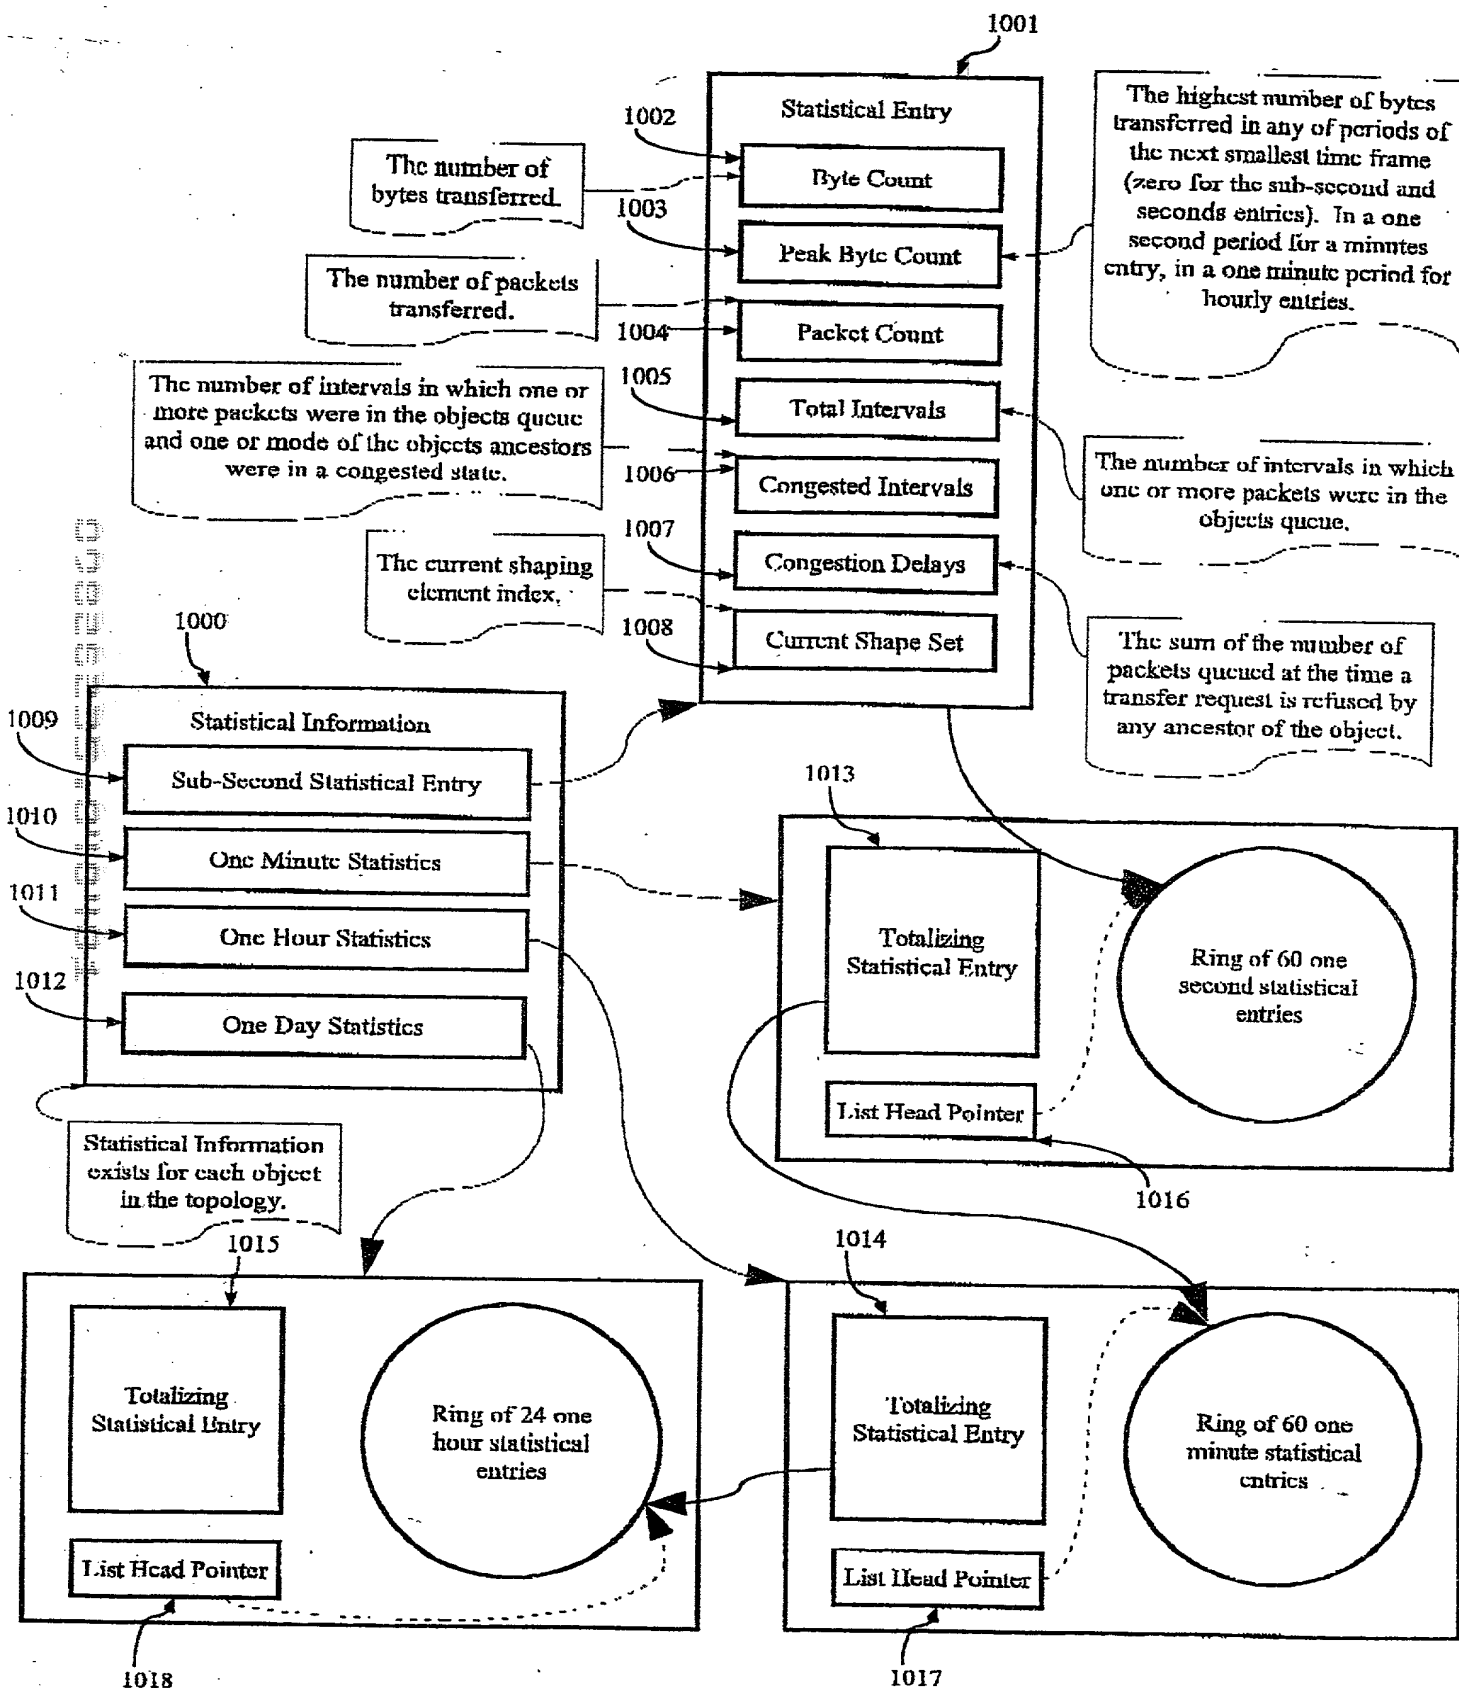 1001
Statistical Entry
1002
Byte Count
The number of
bytes transferred.
1003
Peak Byte Count
The highest number of bytes
transferred in any of periods of
the next smallest time frame
(zero for the sub-second and
seconds entries). In a one
second period for a minutes
entry, in a one minute period for
hourly entries.
The number of packets
transferred.
1004
Packet Count
1005
Total Intervals
The number of intervals in which one or
more packets were in the objects queue
and one or mode of the objects ancestors
were in a congested state.
1006
Congested Intervals
The number of intervals in which
one or more packets were in the
objects queue.
1007
Congestion Delays
The current shaping
element index.
1008
Current Shape Set
The sum of the number of
packets queued at the time a
transfer request is refused by
any ancestor of the object.
1000
Statistical Information
1009
Sub-Second Statistical Entry
1010
One Minute Statistics
1011
One Hour Statistics
1012
One Day Statistics
Statistical Information
exists for each object
in the topology.
1013
Totalizing
Statistical Entry
Ring of 60 one
second statistical
entries
List Head Pointer
1016
1015
Totalizing
Statistical Entry
Ring of 24 one
hour statistical
entries
List Head Pointer
1018
1014
Totalizing
Statistical Entry
Ring of 60 one
minute statistical
entries
List Head Pointer
1017